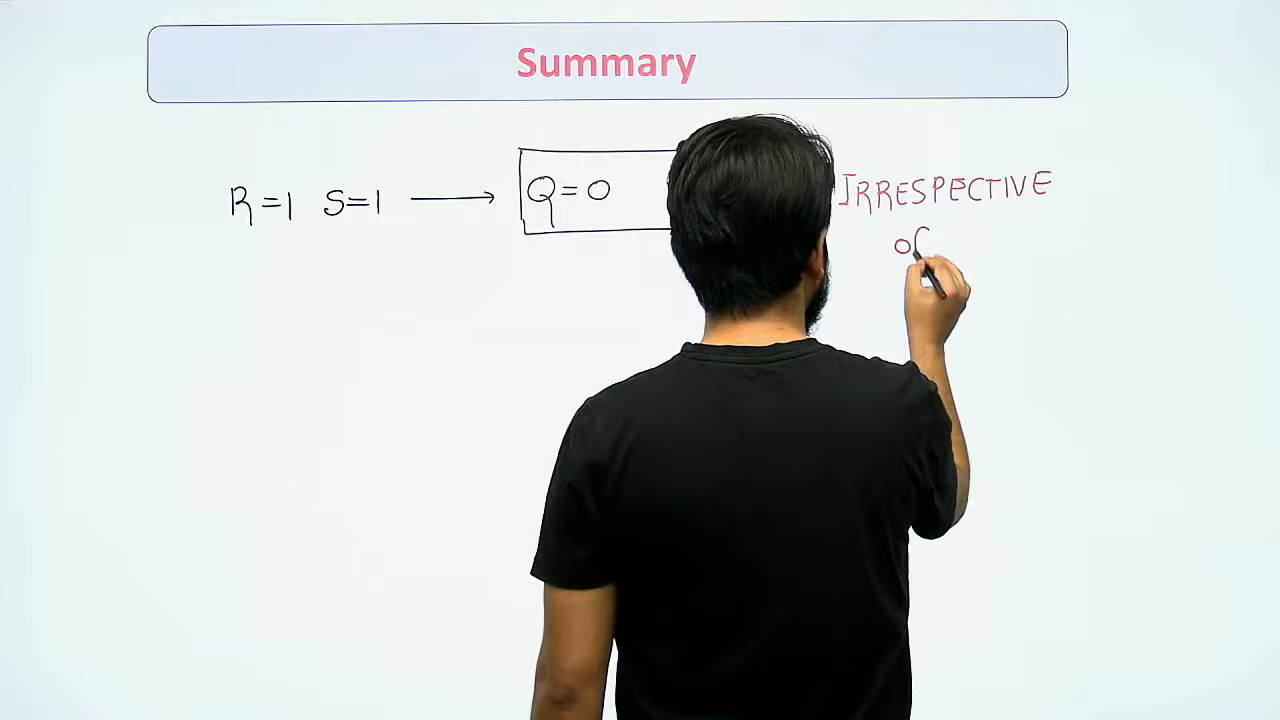 Summary
R=1 S=1 → Q=0
IRRESPECTIVE
of